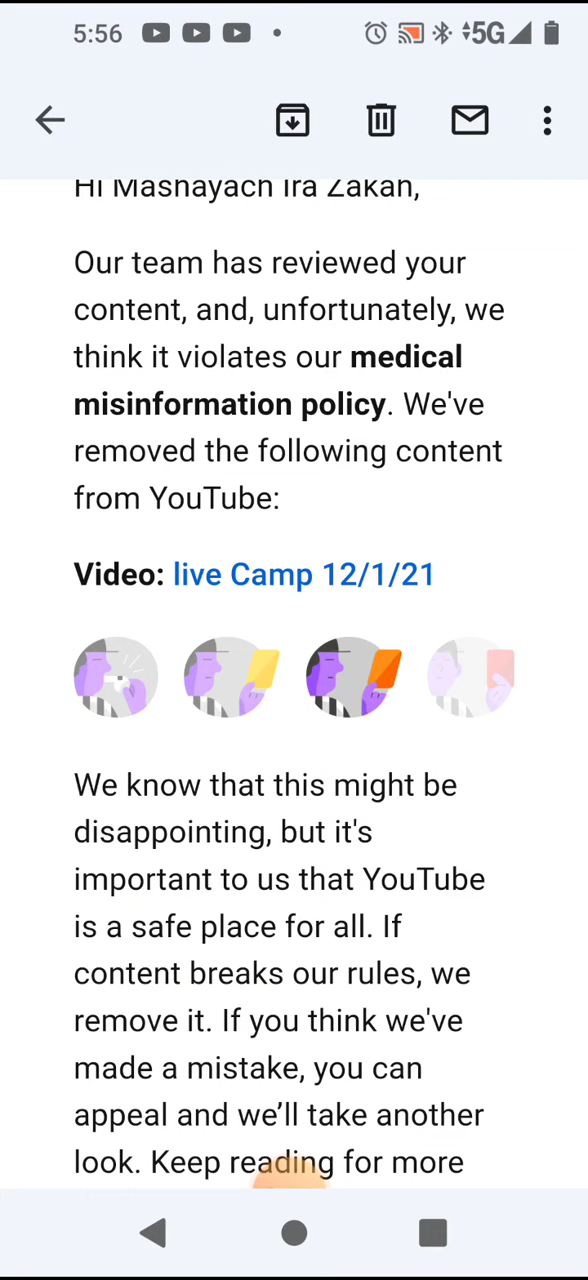 5:56
5G
Hi Mashayach Ira Zakah,
Our team has reviewed your
content, and, unfortunately, we
think it violates our medical
misinformation policy. We've
removed the following content
from YouTube:
Video: live Camp 12/1/21
We know that this might be
disappointing, but it's
important to us that YouTube
is a safe place for all. If
content breaks our rules, we
remove it. If you think we've
made a mistake, you can
appeal and we’ll take another
look. Keep reading for more